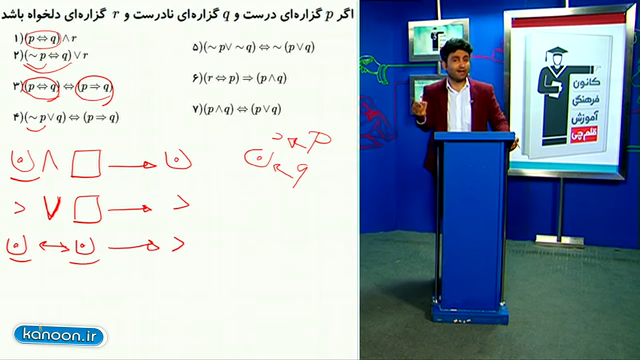 اگر p گزاره‌ای درست و q گزاره‌ای نادرست و r گزاره‌ای دلخواه باشد
۱) (p ⇔ q) ∧ r
۲) (∼ p ⇔ q) ∨ r
۳) (p ⇔ q) ⇔ (p ⇒ q)
۴) (∼ p ∨ q) ⇔ (p ⇒ q)
۵) (∼ p ∨ ∼ q) ⇔ ∼ (p ∨ q)
۶) (r ⇔ p) ⇒ (p ∧ q)
۷) (p ∧ q) ⇔ (p ∨ q)
د ← p
ن ← q
ن ∧ □ → ن
د ∨ □ → د
ن ↔ ن → د
کانون
فرهنگی
آموزش
قلم‌چی
kanoon.ir